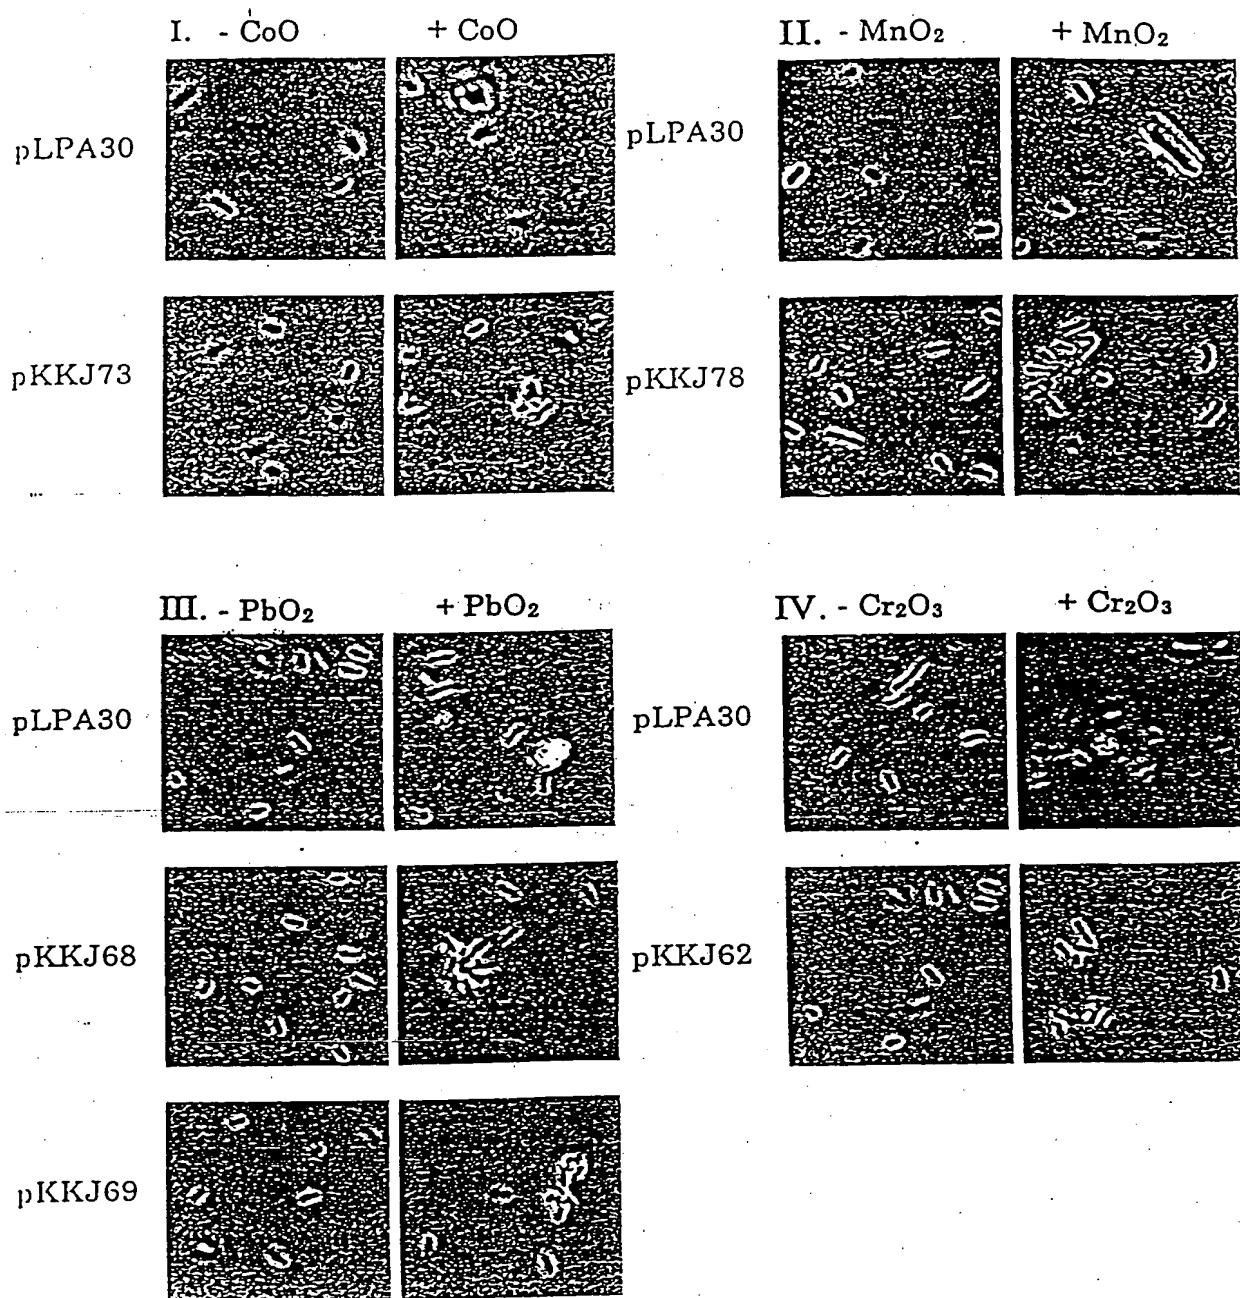 I. - CoO + CoO
II. - MnO₂ + MnO₂
pLPA30
pLPA30
pKKJ73
pKKJ78
III. - PbO₂ + PbO₂
IV. - Cr₂O₃ + Cr₂O₃
pLPA30
pLPA30
pKKJ68
pKKJ62
pKKJ69